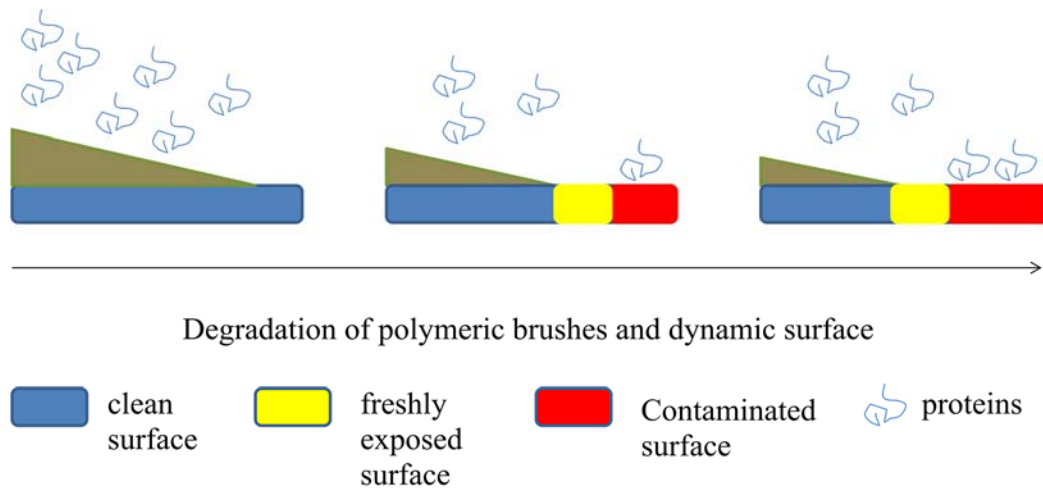 Degradation of polymeric brushes and dynamic surface
clean
surface
freshly
exposed
surface
Contaminated
surface
proteins